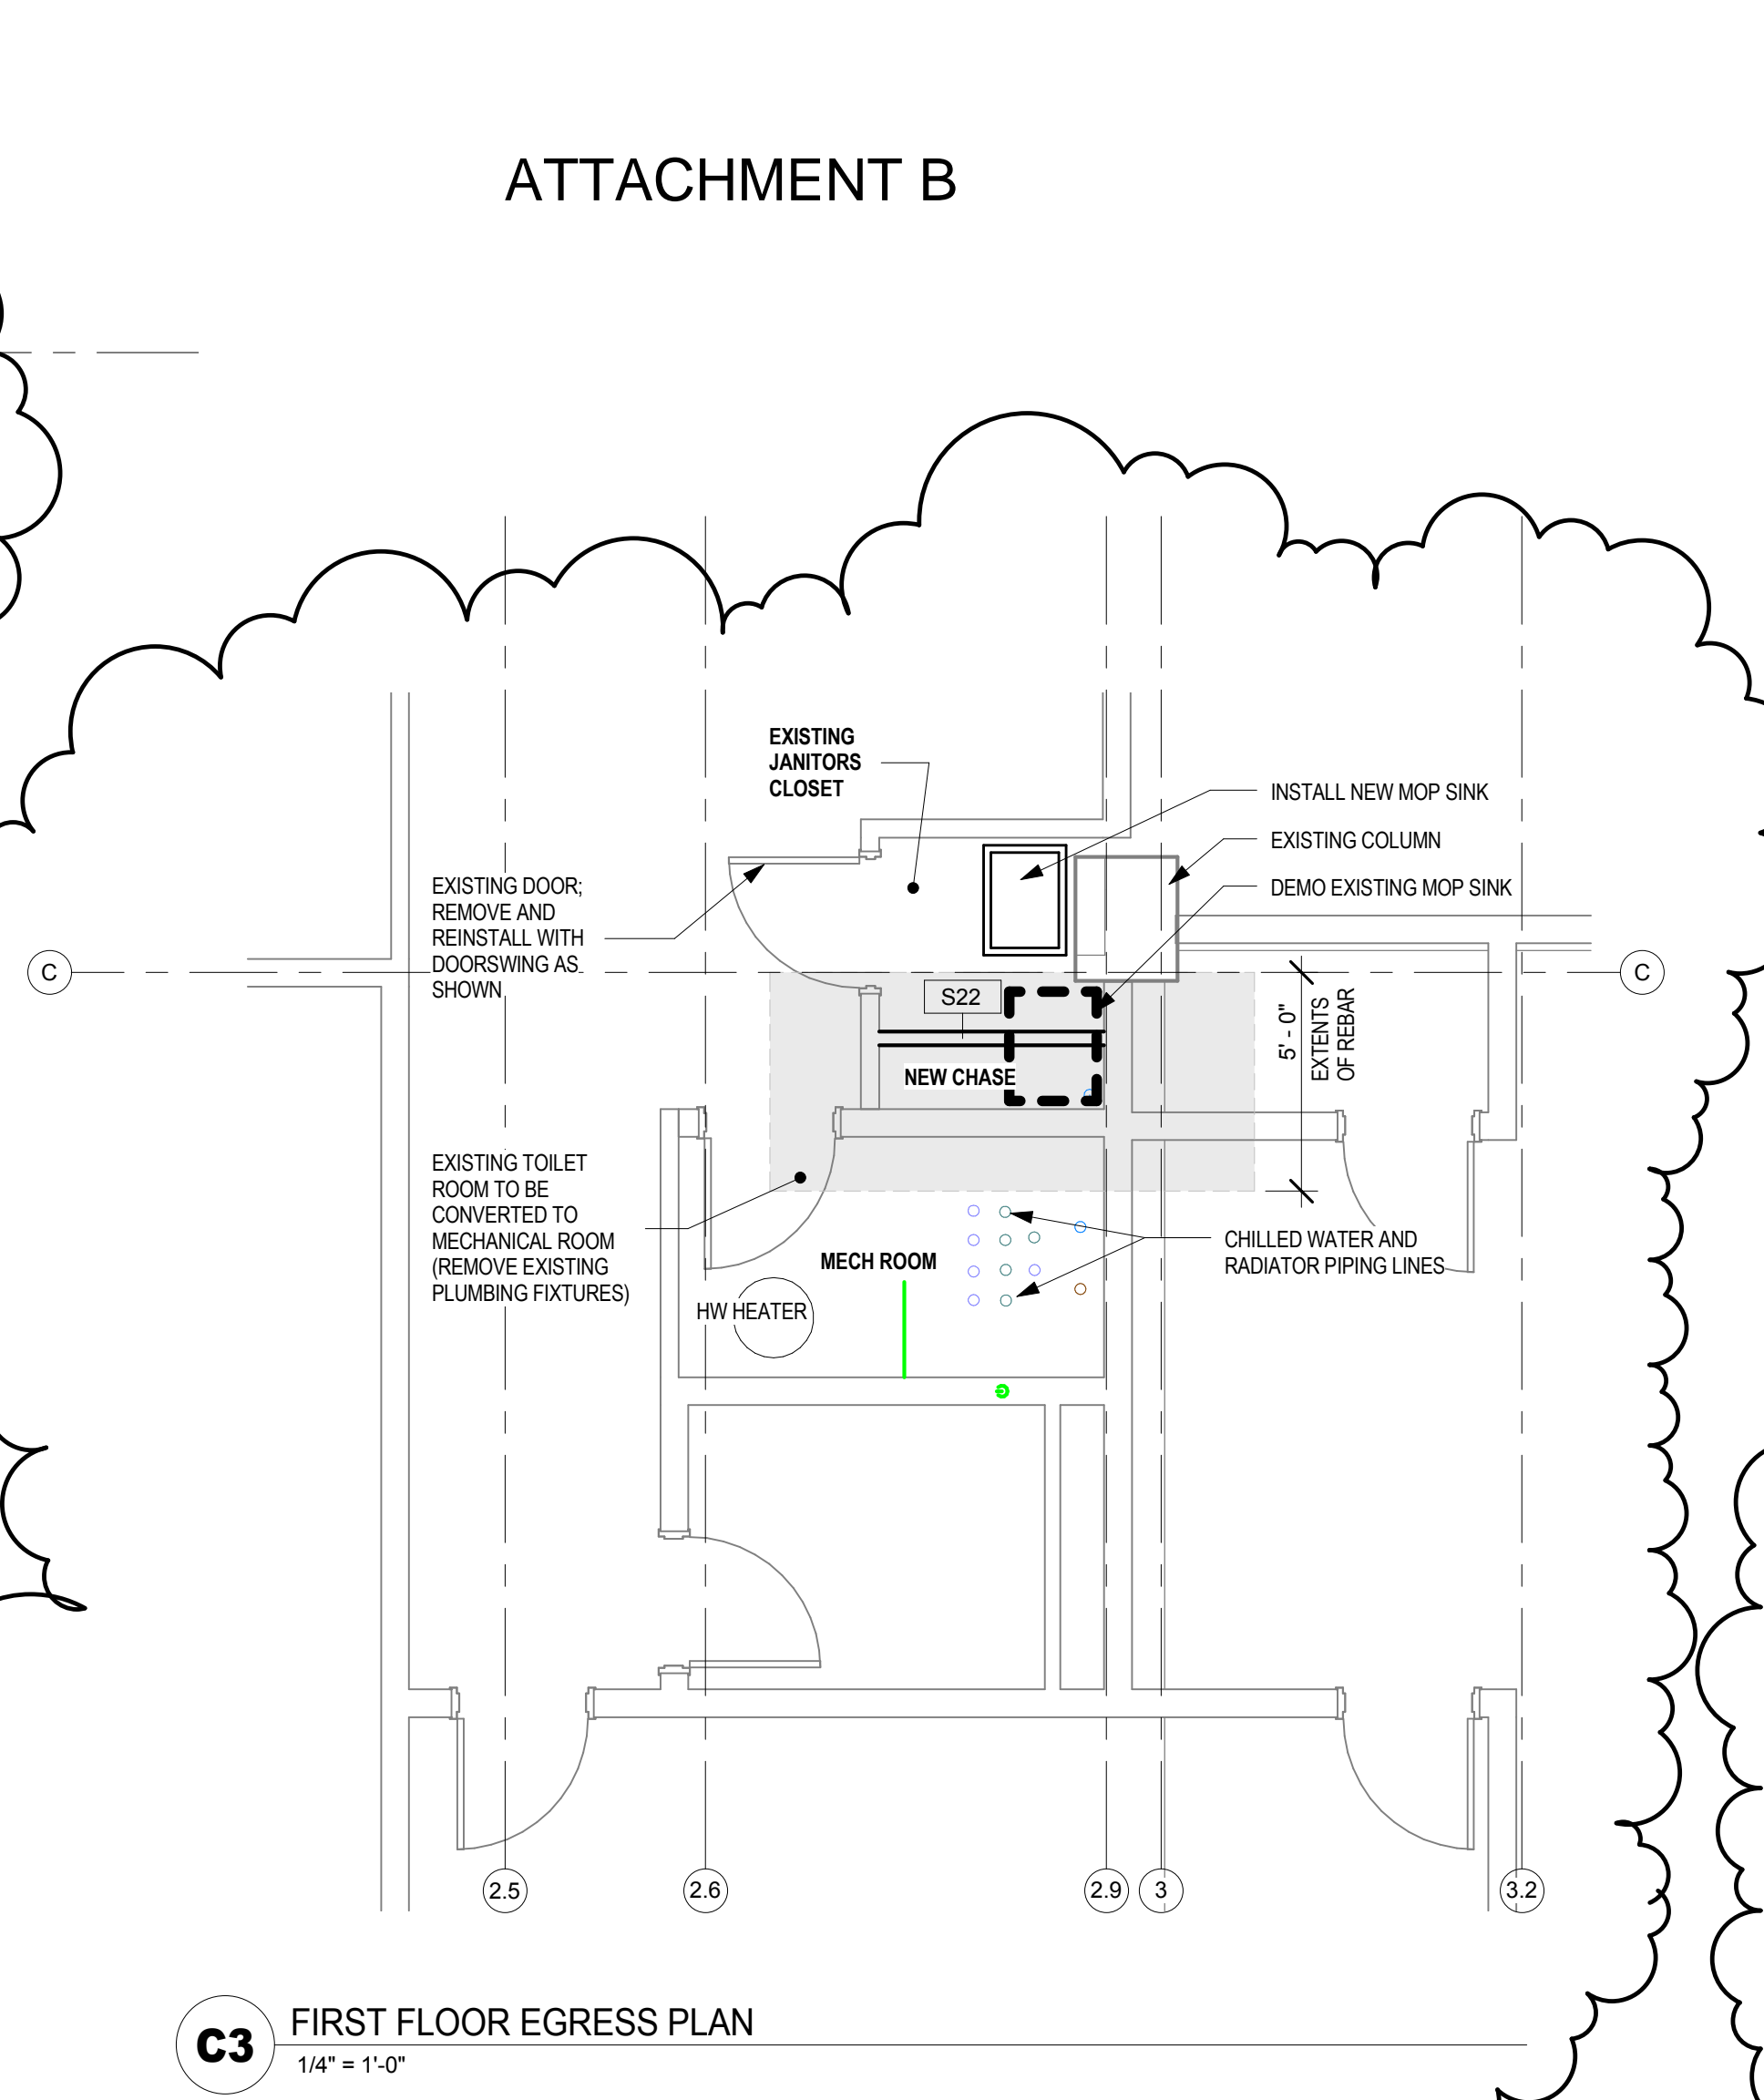 ATTACHMENT B
EXISTING
JANITORS
CLOSET
INSTALL NEW MOP SINK
EXISTING COLUMN
DEMO EXISTING MOP SINK
EXISTING DOOR;
REMOVE AND
REINSTALL WITH
DOORSWING AS
SHOWN
C
C
S22
5' - 0"
EXTENTS
OF REBAR
NEW CHASE
EXISTING TOILET
ROOM TO BE
CONVERTED TO
MECHANICAL ROOM
(REMOVE EXISTING
PLUMBING FIXTURES)
MECH ROOM
CHILLED WATER AND
RADIATOR PIPING LINES
HW HEATER
2.5
2.6
2.9
3
3.2
C3
FIRST FLOOR EGRESS PLAN
1/4" = 1'-0"